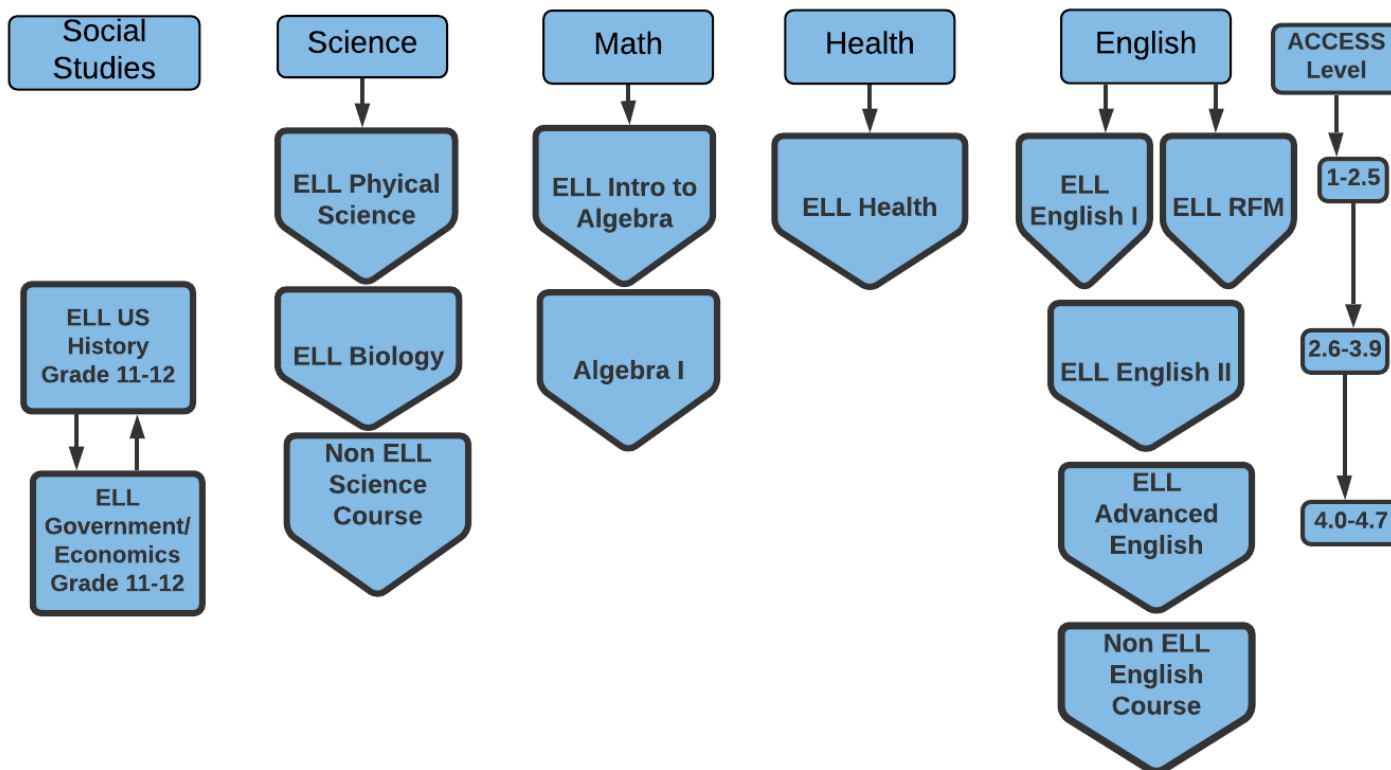 Social
Studies
Science
Math
Health
English
ACCESS
Level
ELL Phyical
Science
ELL Intro to
Algebra
ELL Health
ELL
English I
ELL RFM
1-2.5
ELL US
History
Grade 11-12
ELL Biology
Algebra I
ELL English II
2.6-3.9
ELL
Government/
Economics
Grade 11-12
Non ELL
Science
Course
ELL
Advanced
English
4.0-4.7
Non ELL
English
Course